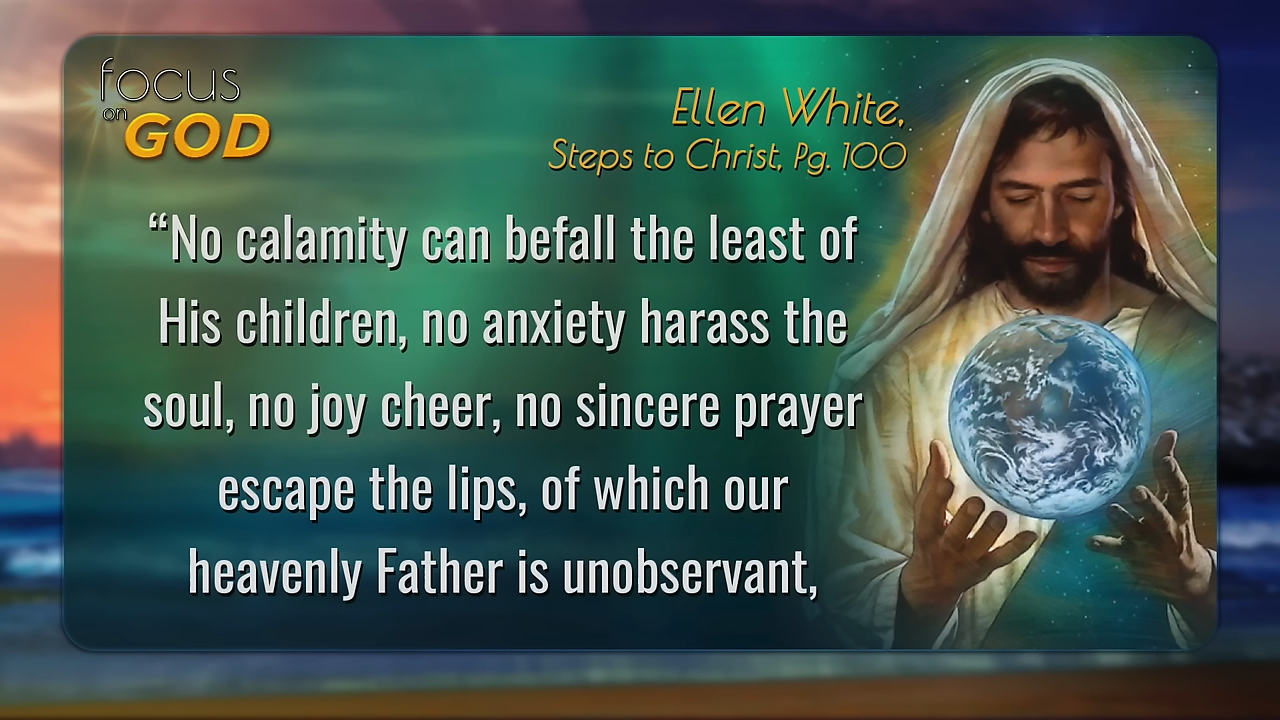 focus
on
GOD
Ellen White,
Steps to Christ, Pg. 100
“No calamity can befall the least of
His children, no anxiety harass the
soul, no joy cheer, no sincere prayer
escape the lips, of which our
heavenly Father is unobservant,